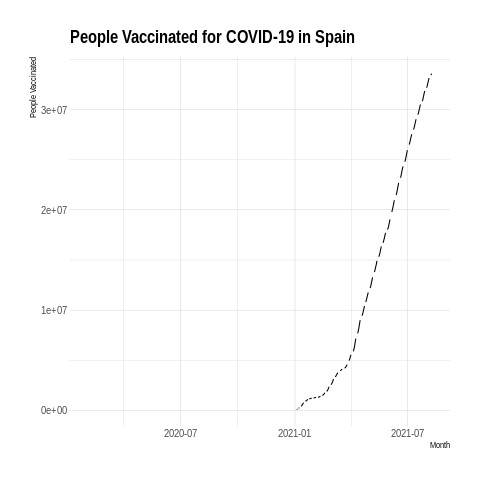 People Vaccinated for COVID-19 in Spain
People Vaccinated
3e+07
2e+07
1e+07
0e+00
2020-07
2021-01
2021-07
Month